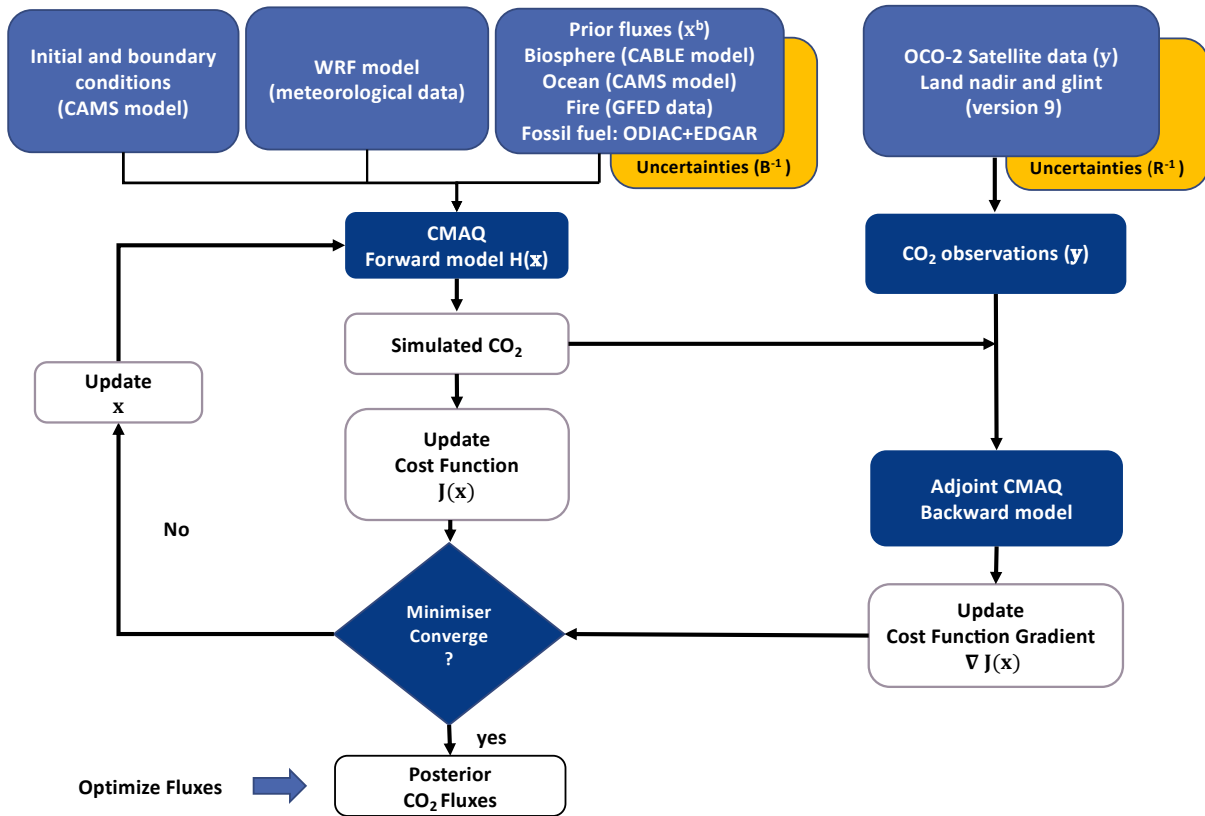 Initial and boundary
conditions
(CAMS model)
WRF model
(meteorological data)
Prior fluxes (xᵇ)
Biosphere (CABLE model)
Ocean (CAMS model)
Fire (GFED data)
Fossil fuel: ODIAC+EDGAR
Uncertainties (B⁻¹)
OCO-2 Satellite data (y)
Land nadir and glint
(version 9)
Uncertainties (R⁻¹)
CMAQ
Forward model H(x)
CO₂ observations (y)
Simulated CO₂
Update
x
Update
Cost Function
J(x)
Adjoint CMAQ
Backward model
No
Minimiser
Converge
?
Update
Cost Function Gradient
∇ J(x)
yes
Optimize Fluxes
Posterior
CO₂ Fluxes